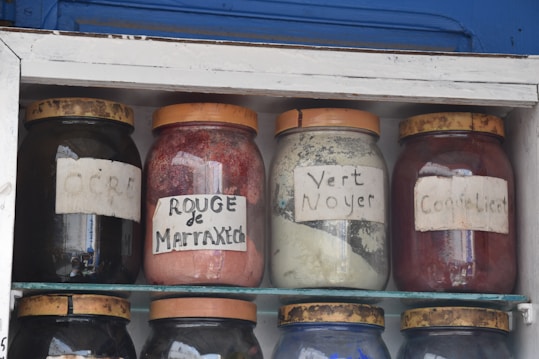 OCRE
ROUGE
de
MARRAKECH
Vert
Noyer
Coquelicot